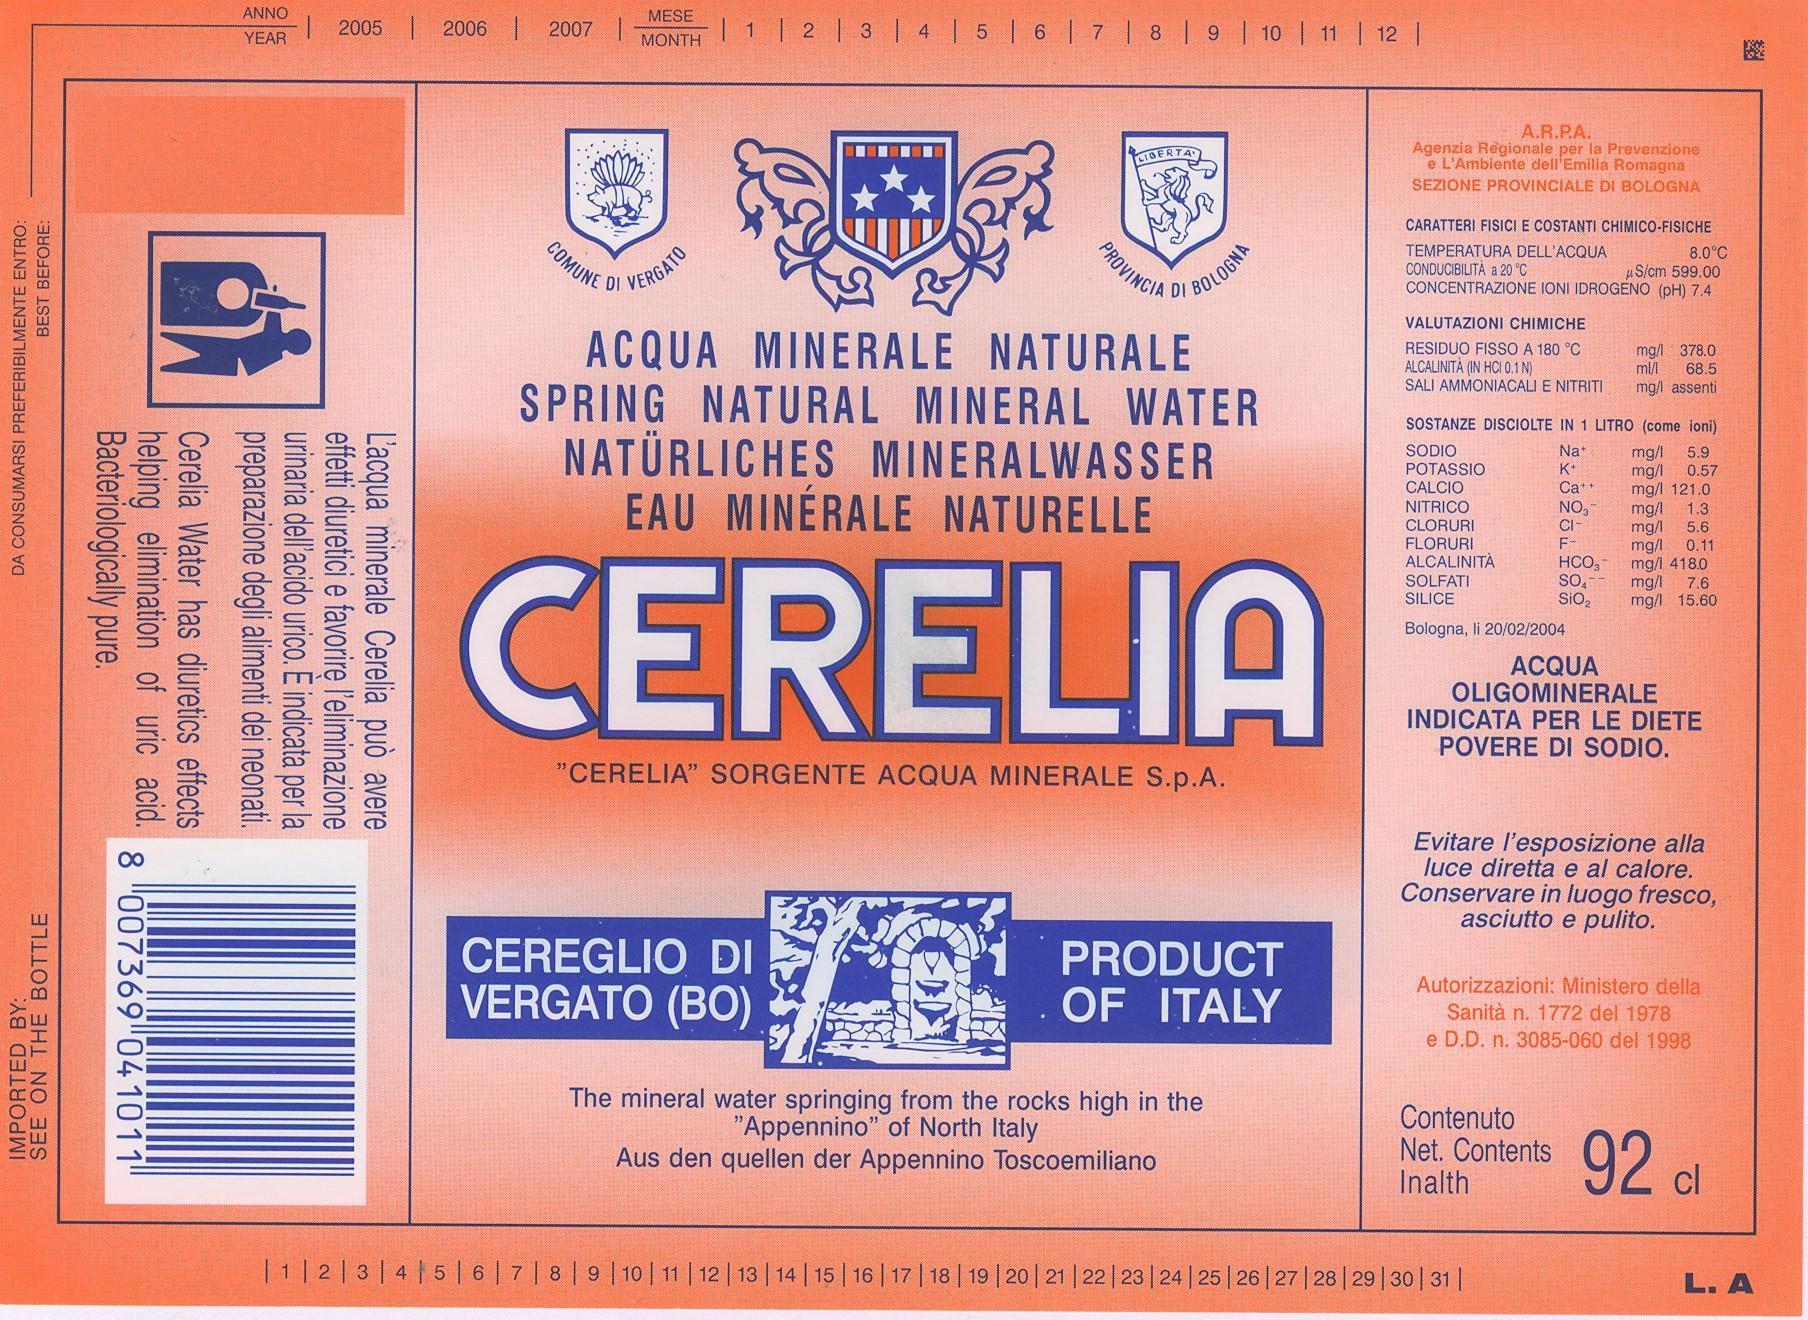 ANNO
YEAR
2005 2006 2007
MESE
MONTH
1 2 3 4 5 6 7 8 9 10 11 12
DA CONSUMARSI PREFERIBILMENTE ENTRO:
BEST BEFORE:
IMPORTED BY:
SEE ON THE BOTTLE
L'acqua minerale Cerelia può avere
effetti diuretici e favorire l'eliminazione
urinaria dell'acido urico. È indicata per la
preparazione degli alimenti dei neonati.
Cerelia Water has diuretics effects
helping elimination of uric acid.
Bacteriologically pure.
8 007369 041011
COMUNE DI VERGATO
LIBERTA'
PROVINCIA DI BOLOGNA
ACQUA MINERALE NATURALE
SPRING NATURAL MINERAL WATER
NATÜRLICHES MINERALWASSER
EAU MINÉRALE NATURELLE
CERELIA
"CERELIA" SORGENTE ACQUA MINERALE S.p.A.
CEREGLIO DI
VERGATO (BO)
PRODUCT
OF ITALY
The mineral water springing from the rocks high in the
"Appennino" of North Italy
Aus den quellen der Appennino Toscoemiliano
A.R.P.A.
Agenzia Regionale per la Prevenzione
e L'Ambiente dell'Emilia Romagna
SEZIONE PROVINCIALE DI BOLOGNA
CARATTERI FISICI E COSTANTI CHIMICO-FISICHE
TEMPERATURA DELL'ACQUA 8.0°C
CONDUCIBILITÀ a 20 °C µS/cm 599.00
CONCENTRAZIONE IONI IDROGENO (pH) 7.4
VALUTAZIONI CHIMICHE
RESIDUO FISSO A 180 °C mg/l 378.0
ALCALINITÀ (IN HCl 0.1 N) ml/l 68.5
SALI AMMONIACALI E NITRITI mg/l assenti
SOSTANZE DISCIOLTE IN 1 LITRO (come ioni)
SODIO Na⁺ mg/l 5.9
POTASSIO K⁺ mg/l 0.57
CALCIO Ca⁺⁺ mg/l 121.0
NITRICO NO₃⁻ mg/l 1.3
CLORURI Cl⁻ mg/l 5.6
FLORURI F⁻ mg/l 0.11
ALCALINITÀ HCO₃⁻ mg/l 418.0
SOLFATI SO₄⁻⁻ mg/l 7.6
SILICE SiO₂ mg/l 15.60
Bologna, li 20/02/2004
ACQUA
OLIGOMINERALE
INDICATA PER LE DIETE
POVERE DI SODIO.
Evitare l'esposizione alla
luce diretta e al calore.
Conservare in luogo fresco,
asciutto e pulito.
Autorizzazioni: Ministero della
Sanità n. 1772 del 1978
e D.D. n. 3085-060 del 1998
Contenuto
Net. Contents
Inalth
92 cl
1 2 3 4 5 6 7 8 9 10 11 12 13 14 15 16 17 18 19 20 21 22 23 24 25 26 27 28 29 30 31
L. A